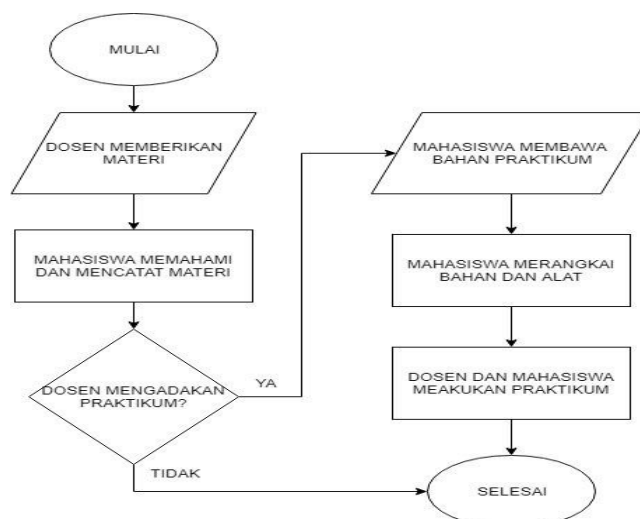 MULAI
DOSEN MEMBERIKAN
MATERI
MAHASISWA MEMAHAMI
DAN MENCATAT MATERI
DOSEN MENGADAKAN
PRAKTIKUM?
YA
TIDAK
MAHASISWA MEMBAWA
BAHAN PRAKTIKUM
MAHASISWA MERANGKAI
BAHAN DAN ALAT
DOSEN DAN MAHASISWA
MEAKUKAN PRAKTIKUM
SELESAI